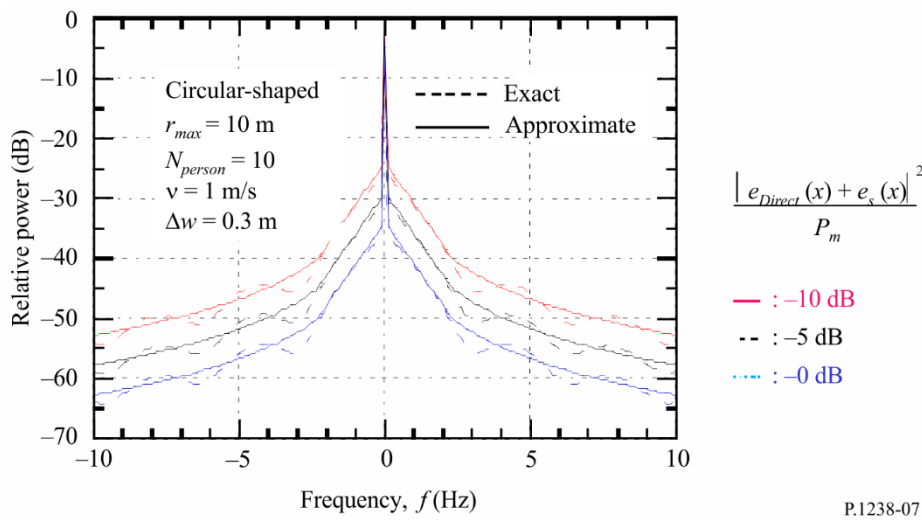 0
–10
–20
–30
–40
–50
–60
–70
Relative power (dB)
Circular-shaped
r_max = 10 m
N_person = 10
ν = 1 m/s
Δw = 0.3 m
Exact
Approximate
–10
–5
0
5
10
Frequency, f (Hz)
| e_Direct (x) + e_s (x)| ²
P_m
: –10 dB
: –5 dB
: –0 dB
P.1238-07